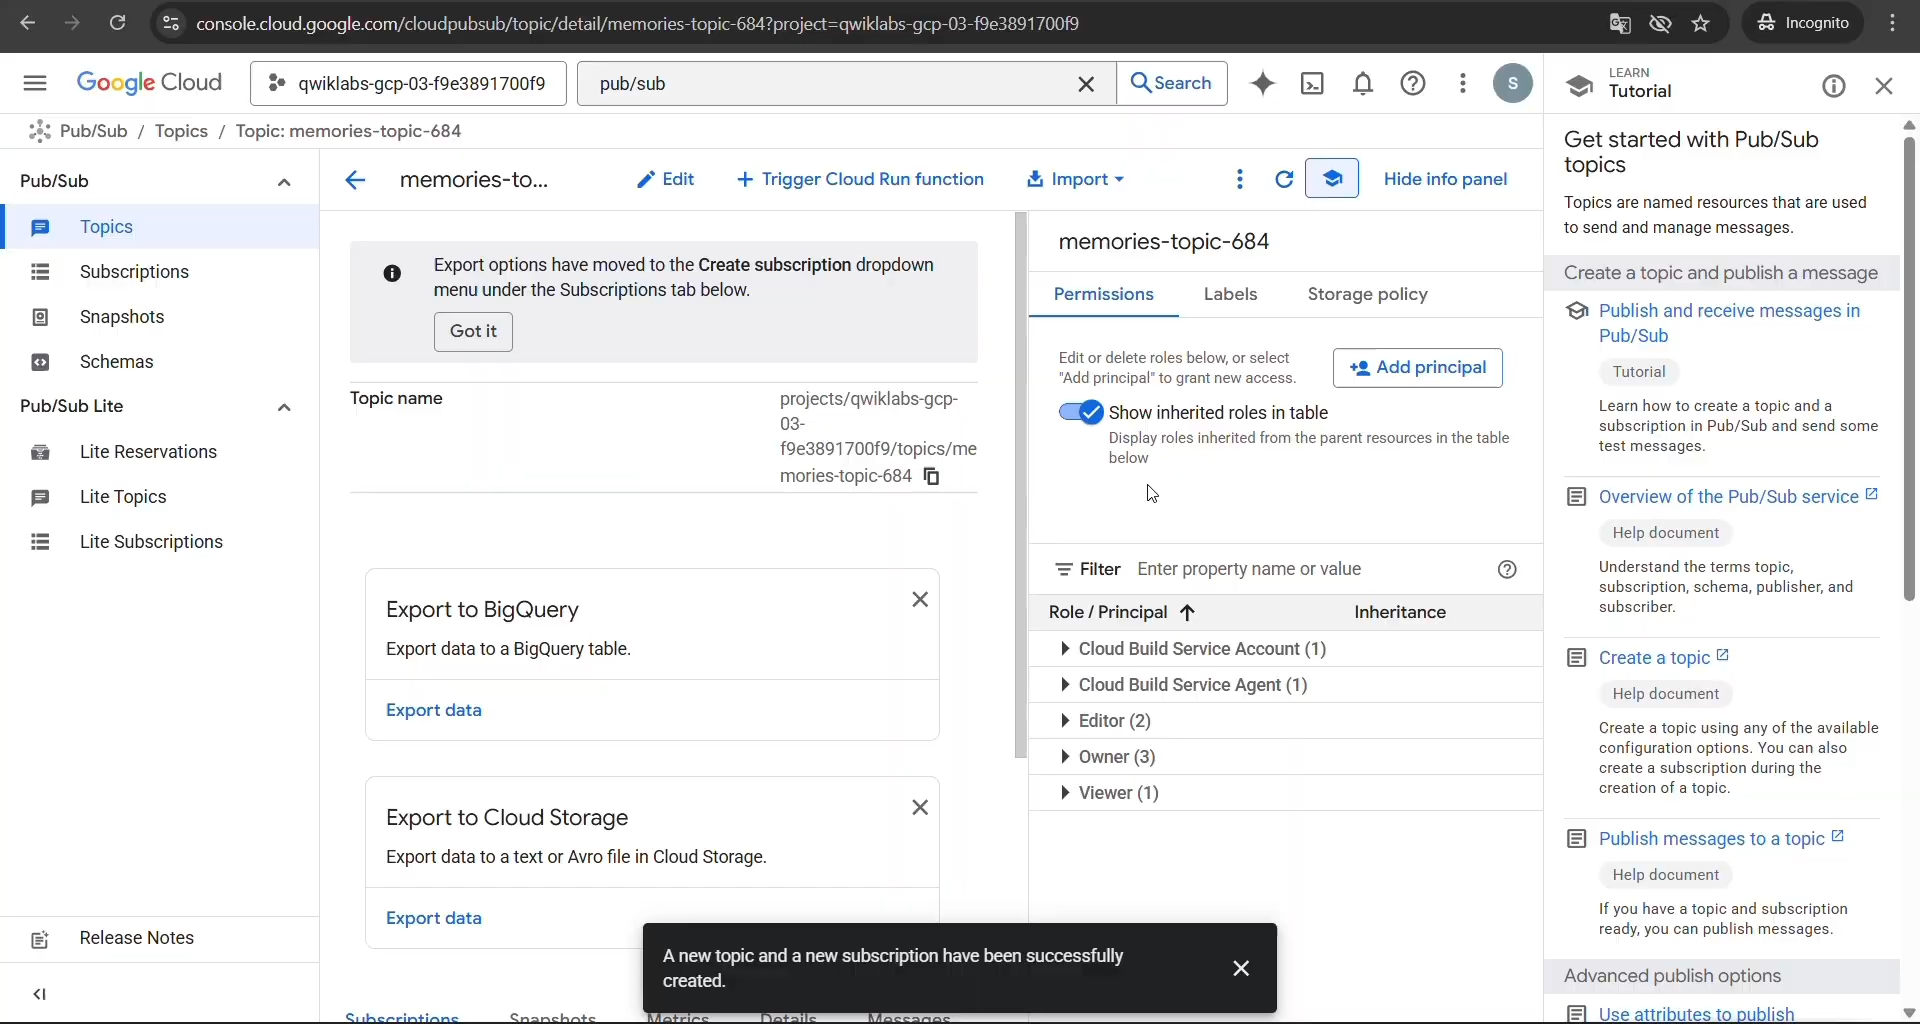 console.cloud.google.com/cloudpubsub/topic/detail/memories-topic-684?project=qwiklabs-gcp-03-f9e3891700f9
Incognito
Google Cloud
qwiklabs-gcp-03-f9e3891700f9
pub/sub
Search
S
LEARN
Tutorial
Pub/Sub / Topics / Topic: memories-topic-684
Pub/Sub
Topics
Subscriptions
Snapshots
Schemas
Pub/Sub Lite
Lite Reservations
Lite Topics
Lite Subscriptions
Release Notes
memories-to...
Edit
Trigger Cloud Run function
Import
Hide info panel
Export options have moved to the Create subscription dropdown
menu under the Subscriptions tab below.
Got it
Topic name
projects/qwiklabs-gcp-
03-
f9e3891700f9/topics/me
mories-topic-684
Export to BigQuery
Export data to a BigQuery table.
Export data
Export to Cloud Storage
Export data to a text or Avro file in Cloud Storage.
Export data
Subscriptions
Snapshots
Metrics
Details
Messages
A new topic and a new subscription have been successfully
created.
memories-topic-684
Permissions
Labels
Storage policy
Edit or delete roles below, or select
"Add principal" to grant new access.
Add principal
Show inherited roles in table
Display roles inherited from the parent resources in the table
below
Filter Enter property name or value
Role / Principal
Inheritance
Cloud Build Service Account (1)
Cloud Build Service Agent (1)
Editor (2)
Owner (3)
Viewer (1)
Get started with Pub/Sub
topics
Topics are named resources that are used
to send and manage messages.
Create a topic and publish a message
Publish and receive messages in
Pub/Sub
Tutorial
Learn how to create a topic and a
subscription in Pub/Sub and send some
test messages.
Overview of the Pub/Sub service
Help document
Understand the terms topic,
subscription, schema, publisher, and
subscriber.
Create a topic
Help document
Create a topic using any of the available
configuration options. You can also
create a subscription during the
creation of a topic.
Publish messages to a topic
Help document
If you have a topic and subscription
ready, you can publish messages.
Advanced publish options
Use attributes to publish